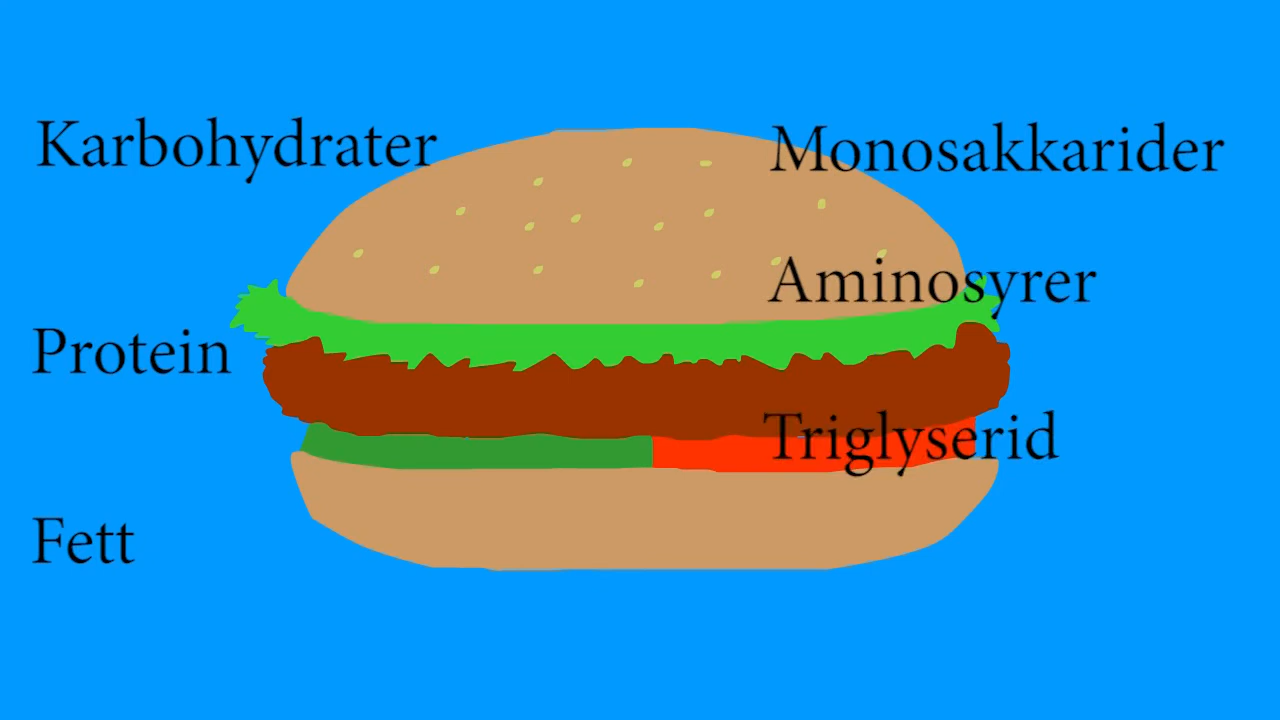 Karbohydrater
Monosakkarider
Aminosyrer
Protein
Triglyserid
Fett